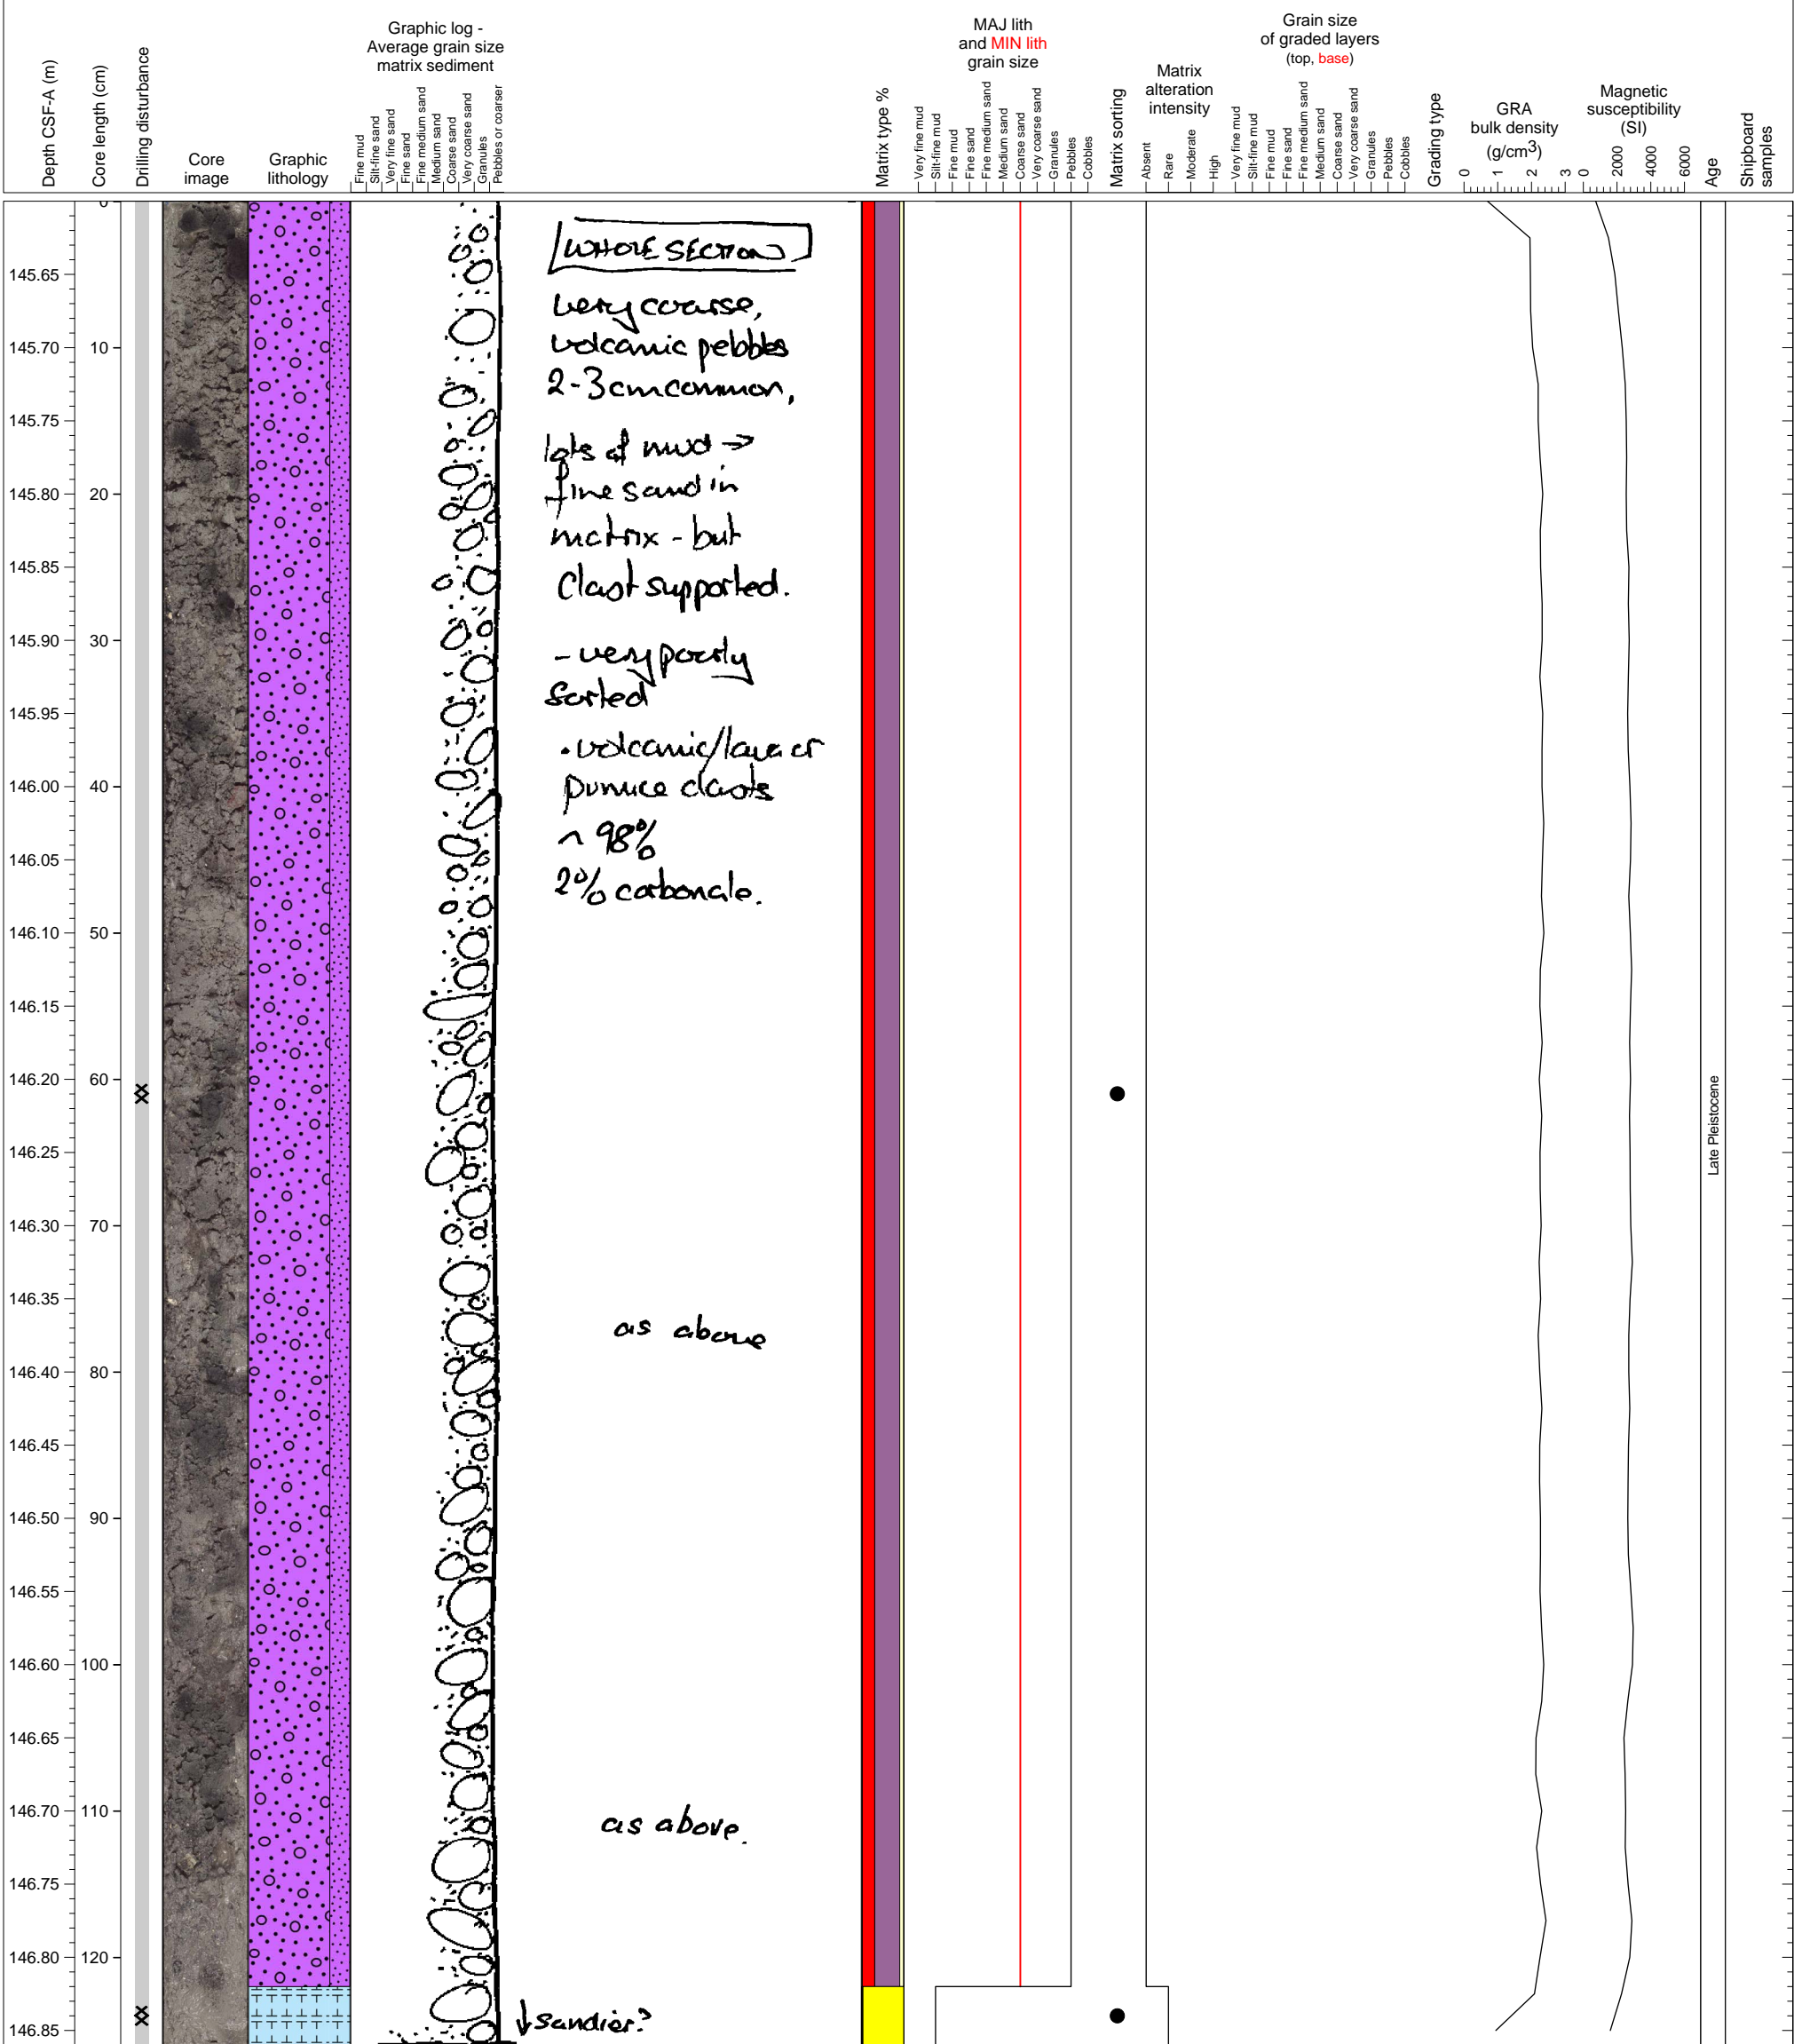 Depth CSF-A (m)
Core length (cm)
Drilling disturbance
Core
image
Graphic
lithology
Graphic log -
Average grain size
matrix sediment
Fine mud
Silt-fine sand
Very fine sand
Fine sand
Fine medium sand
Medium sand
Coarse sand
Very coarse sand
Granules
Pebbles or coarser
Matrix type %
MAJ lith
and MIN lith
grain size
Very fine mud
Silt-fine mud
Fine mud
Fine sand
Fine medium sand
Medium sand
Coarse sand
Very coarse sand
Granules
Pebbles
Cobbles
Matrix sorting
Matrix
alteration
intensity
Absent
Rare
Moderate
High
Grain size
of graded layers
(top, base)
Very fine mud
Silt-fine mud
Fine mud
Fine sand
Fine medium sand
Medium sand
Coarse sand
Very coarse sand
Granules
Pebbles
Cobbles
Grading type
GRA
bulk density
(g/cm3)
0 1 2 3
Magnetic
susceptibility
(SI)
0 2000 4000 6000
Age
Shipboard
samples
0
145.65
145.70 10
145.75
145.80 20
145.85
145.90 30
145.95
146.00 40
146.05
146.10 50
146.15
146.20 60
146.25
146.30 70
146.35
146.40 80
146.45
146.50 90
146.55
146.60 100
146.65
146.70 110
146.75
146.80 120
146.85
WHOLE SECTION
very coarse,
volcanic pebbles
2-3 cm common,
lots of mud →
fine sand in
matrix - but
Clast supported.
- very poorly
sorted
• volcanic/lava or
pumice clasts
~ 98%
2% carbonate.
as above
as above.
↓ sandier?
Late Pleistocene